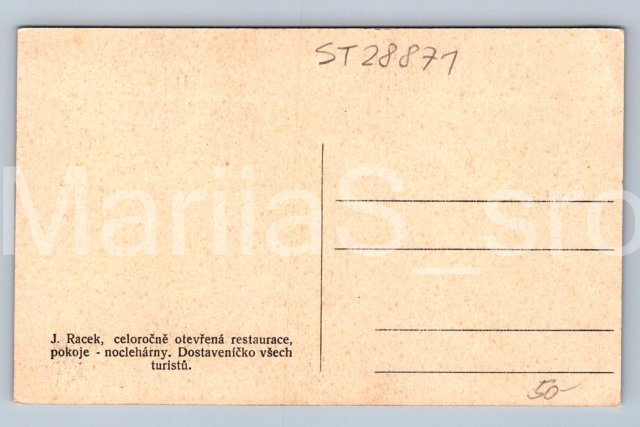 ST28871
MariiaS_sro
J. Racek, celoročně otevřená restaurace,
pokoje - noclehárny. Dostaveníčko všech
turistů.
50-